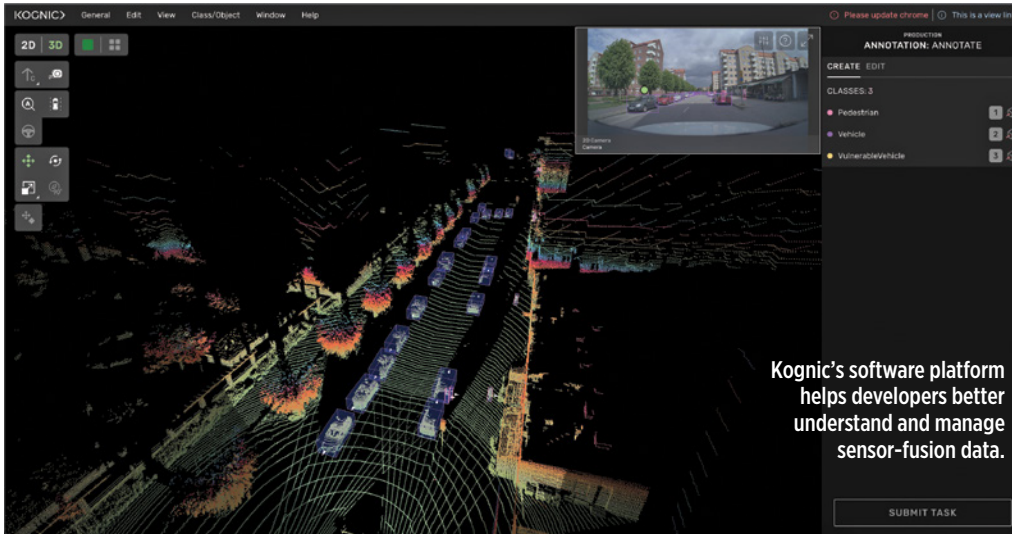 KOGNIC
General Edit View Class/Object Window Help
Please update chrome
This is a view lin
2D 3D
PRODUCTION
ANNOTATION: ANNOTATE
CREATE EDIT
CLASSES: 3
Pedestrian 1
Vehicle 2
VulnerableVehicle 3
2D Camera
Camera
Kognic’s software platform
helps developers better
understand and manage
sensor-fusion data.
SUBMIT TASK